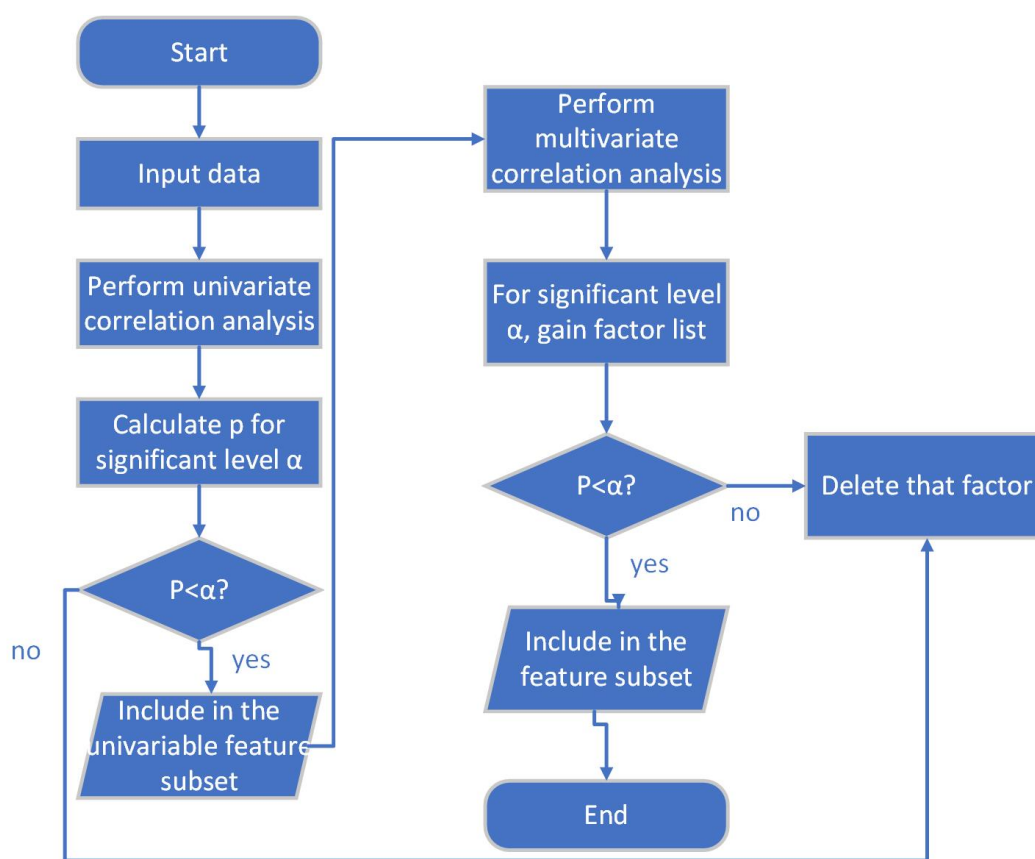 Start
Input data
Perform univariate
correlation analysis
Calculate p for
significant level α
P<α?
no
yes
Include in the
univariable feature
subset
Perform
multivariate
correlation analysis
For significant level
α, gain factor list
P<α?
no
yes
Delete that factor
Include in the
feature subset
End